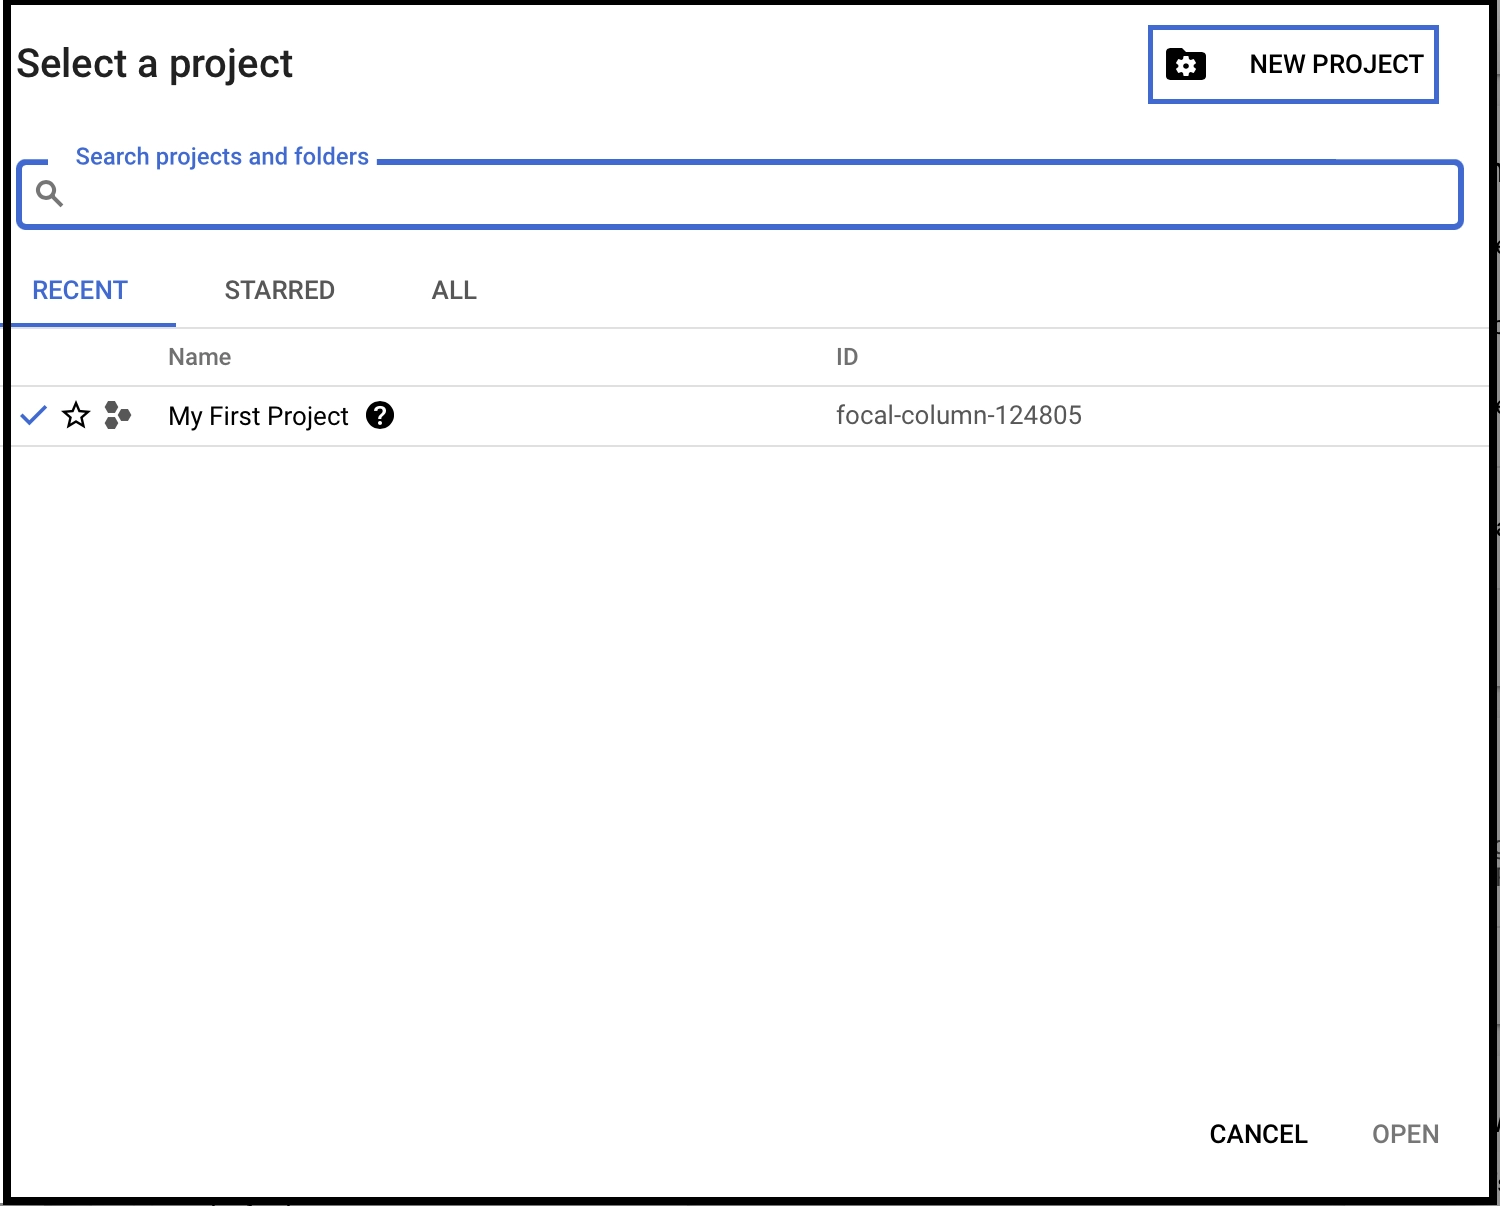 Select a project
NEW PROJECT
Search projects and folders
RECENT STARRED ALL
Name ID
My First Project focal-column-124805
CANCEL OPEN